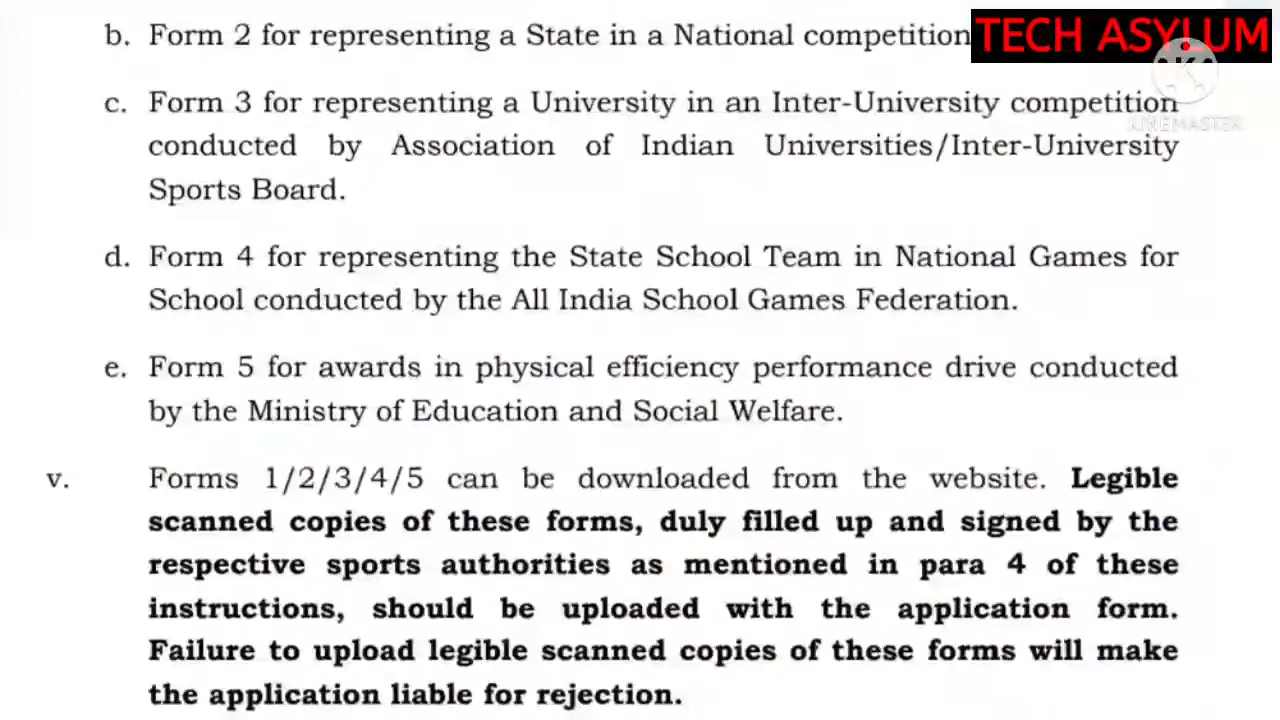 b. Form 2 for representing a State in a National competition
TECH ASYLUM
KINEMASTER
c. Form 3 for representing a University in an Inter-University competition
conducted by Association of Indian Universities/Inter-University
Sports Board.
d. Form 4 for representing the State School Team in National Games for
School conducted by the All India School Games Federation.
e. Form 5 for awards in physical efficiency performance drive conducted
by the Ministry of Education and Social Welfare.
v. Forms 1/2/3/4/5 can be downloaded from the website. Legible
scanned copies of these forms, duly filled up and signed by the
respective sports authorities as mentioned in para 4 of these
instructions, should be uploaded with the application form.
Failure to upload legible scanned copies of these forms will make
the application liable for rejection.